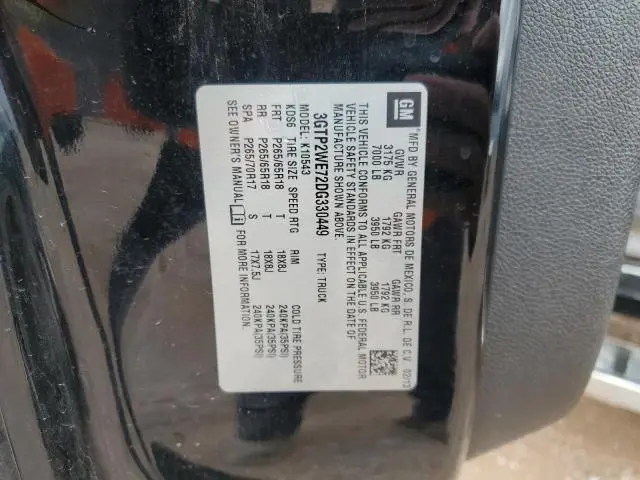 GM
MFD BY GENERAL MOTORS DE MEXICO, S. DE R.L. DE C.V. 02/13
GVWR GAWR FRT GAWR RR
3175 KG 1792 KG 1792 KG
7000 LB 3950 LB 3950 LB
THIS VEHICLE CONFORMS TO ALL APPLICABLE U.S. FEDERAL MOTOR
VEHICLE SAFETY STANDARDS IN EFFECT ON THE DATE OF
MANUFACTURE SHOWN ABOVE.
3GTP2WE72DG330449 TYPE: TRUCK
MODEL: K10543
KDS6 TIRE SIZE SPEED RTG RIM COLD TIRE PRESSURE
FRT P265/65R18 T 18X8J 240KPA(35PSI)
RR P265/65R18 T 18X8J 240KPA(35PSI)
SPA P265/70R17 S 17X7.5J 240KPA(35PSI)
SEE OWNER'S MANUAL FOR MORE INFORMATION